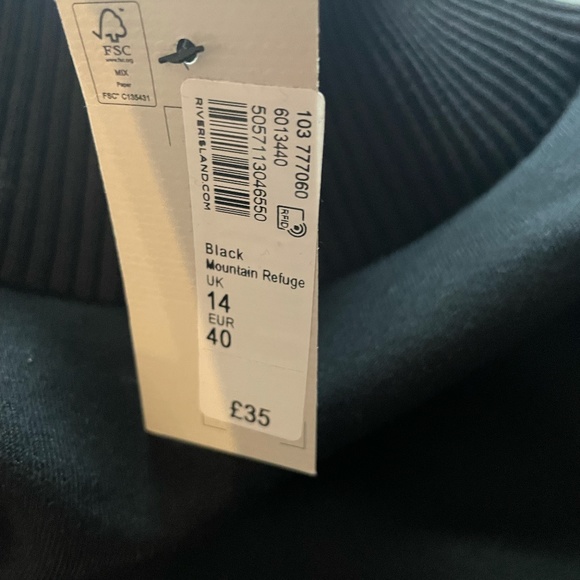 FSC
www.fsc.org
MIX
Paper
FSC® C135431
103 777060
6013440
5057113046550
RIVERISLAND.COM
RFID
Black
Mountain Refuge
UK
14
EUR
40
£35